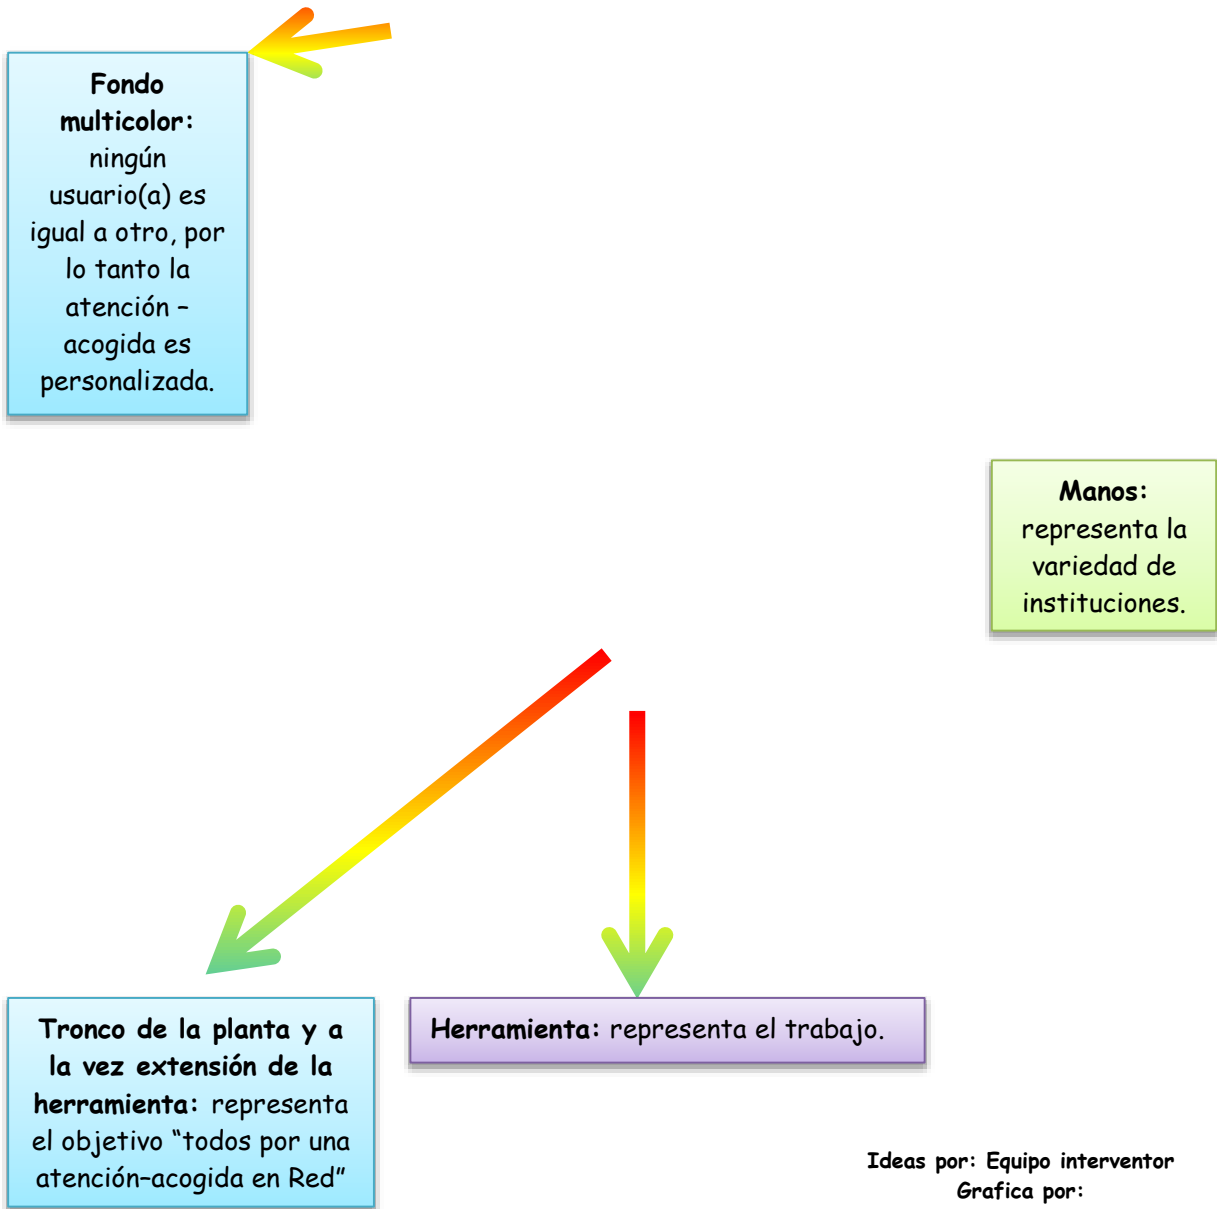 Fondo
multicolor:
ningún
usuario(a) es
igual a otro, por
lo tanto la
atención –
acogida es
personalizada.
Manos:
representa la
variedad de
instituciones.
Tronco de la planta y a
la vez extensión de la
herramienta: representa
el objetivo “todos por una
atención–acogida en Red”
Herramienta: representa el trabajo.
Ideas por: Equipo interventor
Grafica por: